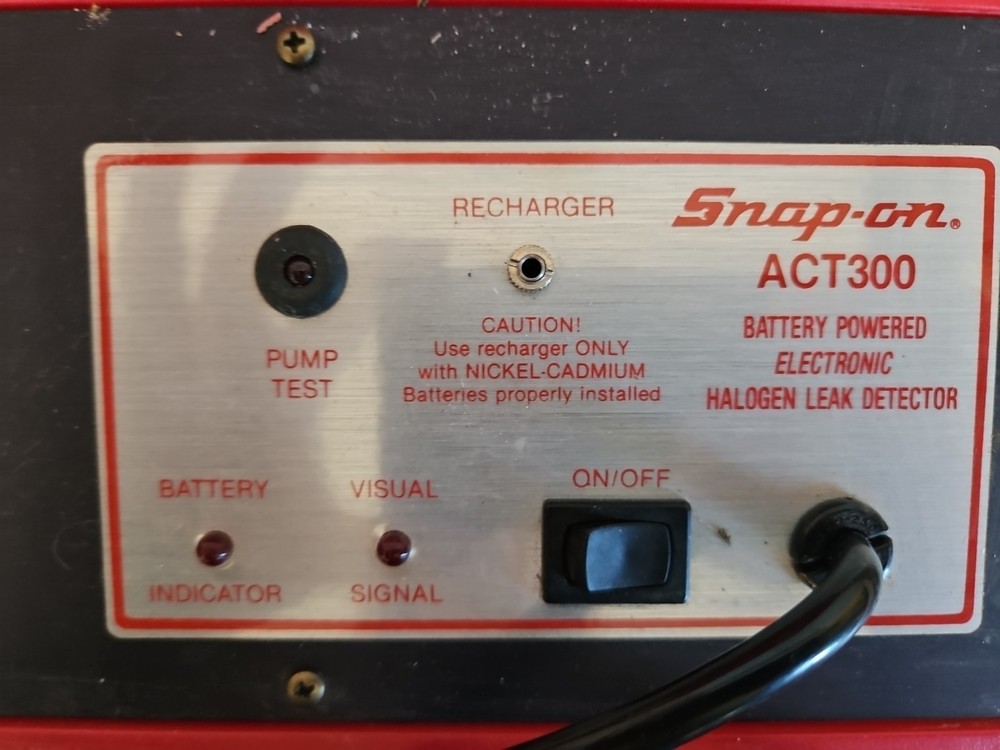 RECHARGER
Snap-on®
ACT300
CAUTION!
Use recharger ONLY
with NICKEL-CADMIUM
Batteries properly installed
BATTERY POWERED
ELECTRONIC
HALOGEN LEAK DETECTOR
PUMP
TEST
BATTERY
INDICATOR
VISUAL
SIGNAL
ON/OFF